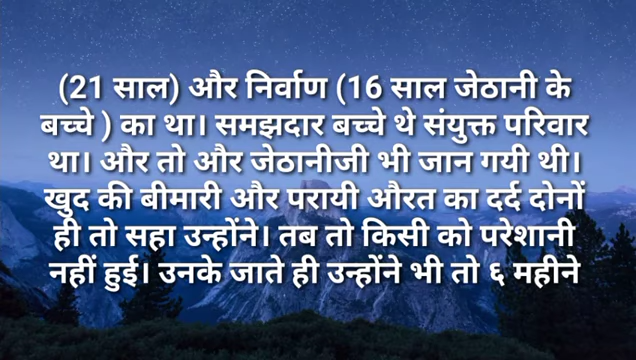 (21 साल) और निर्वाण (16 साल जेठानी के
बच्चे ) का था। समझदार बच्चे थे संयुक्त परिवार
था। और तो और जेठानीजी भी जान गयी थी।
खुद की बीमारी और परायी औरत का दर्द दोनों
ही तो सहा उन्होंने। तब तो किसी को परेशानी
नहीं हुई। उनके जाते ही उन्होंने भी तो ६ महीने